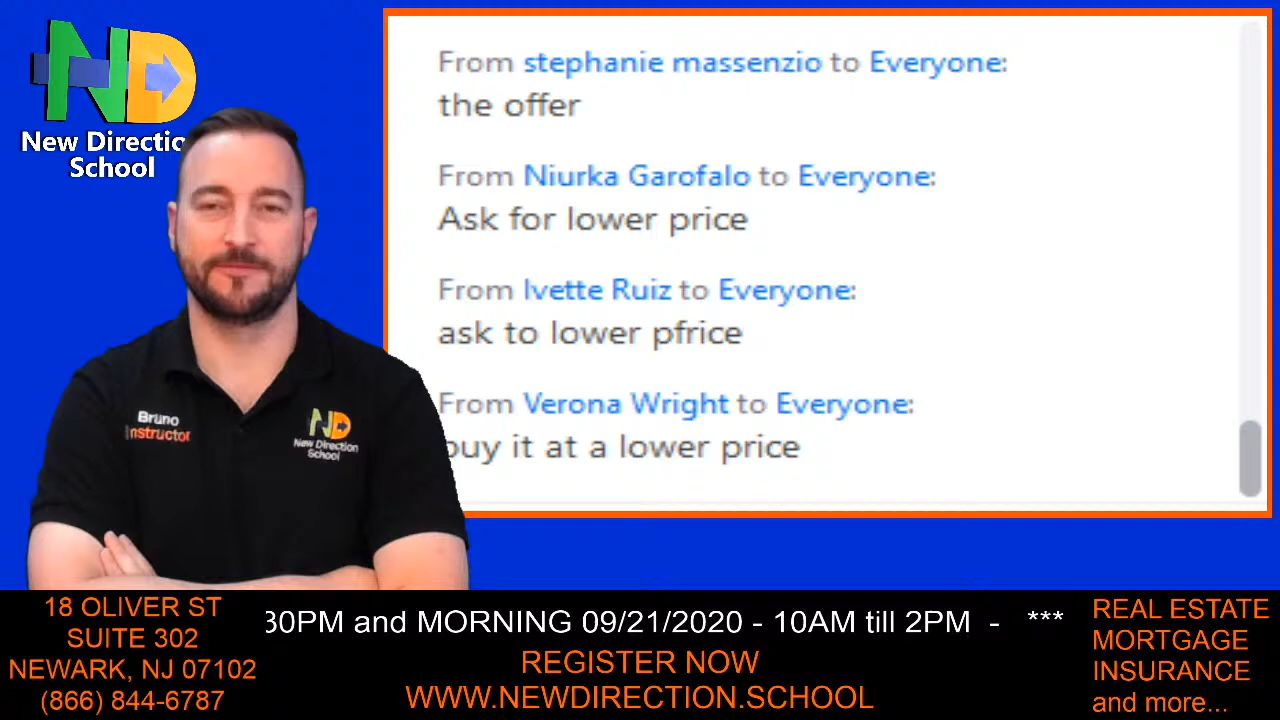 ND
New Directio
School
From stephanie massenzio to Everyone:
the offer
From Niurka Garofalo to Everyone:
Ask for lower price
From Ivette Ruiz to Everyone:
ask to lower pfrice
From Verona Wright to Everyone:
buy it at a lower price
Bruno
Instructor
ND
New Direction
School
18 OLIVER ST
SUITE 302
NEWARK, NJ 07102
(866) 844-6787
30PM and MORNING 09/21/2020 - 10AM till 2PM - ***
REGISTER NOW
WWW.NEWDIRECTION.SCHOOL
REAL ESTATE
MORTGAGE
INSURANCE
and more...